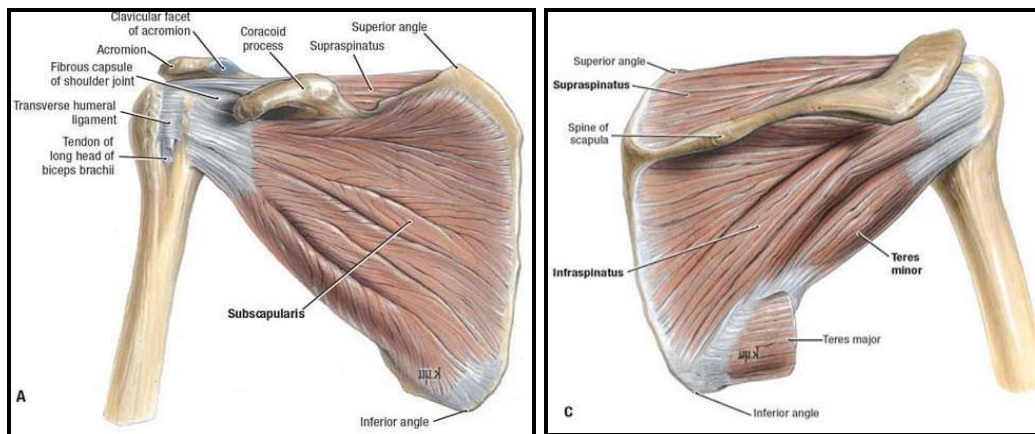 Clavicular facet
of acromion
Acromion
Fibrous capsule
of shoulder joint
Transverse humeral
ligament
Tendon of
long head of
biceps brachii
Coracoid
process
Supraspinatus
Superior angle
Subscapularis
Inferior angle
A
Superior angle
Supraspinatus
Spine of
scapula
Infraspinatus
Teres
minor
Teres major
Inferior angle
C